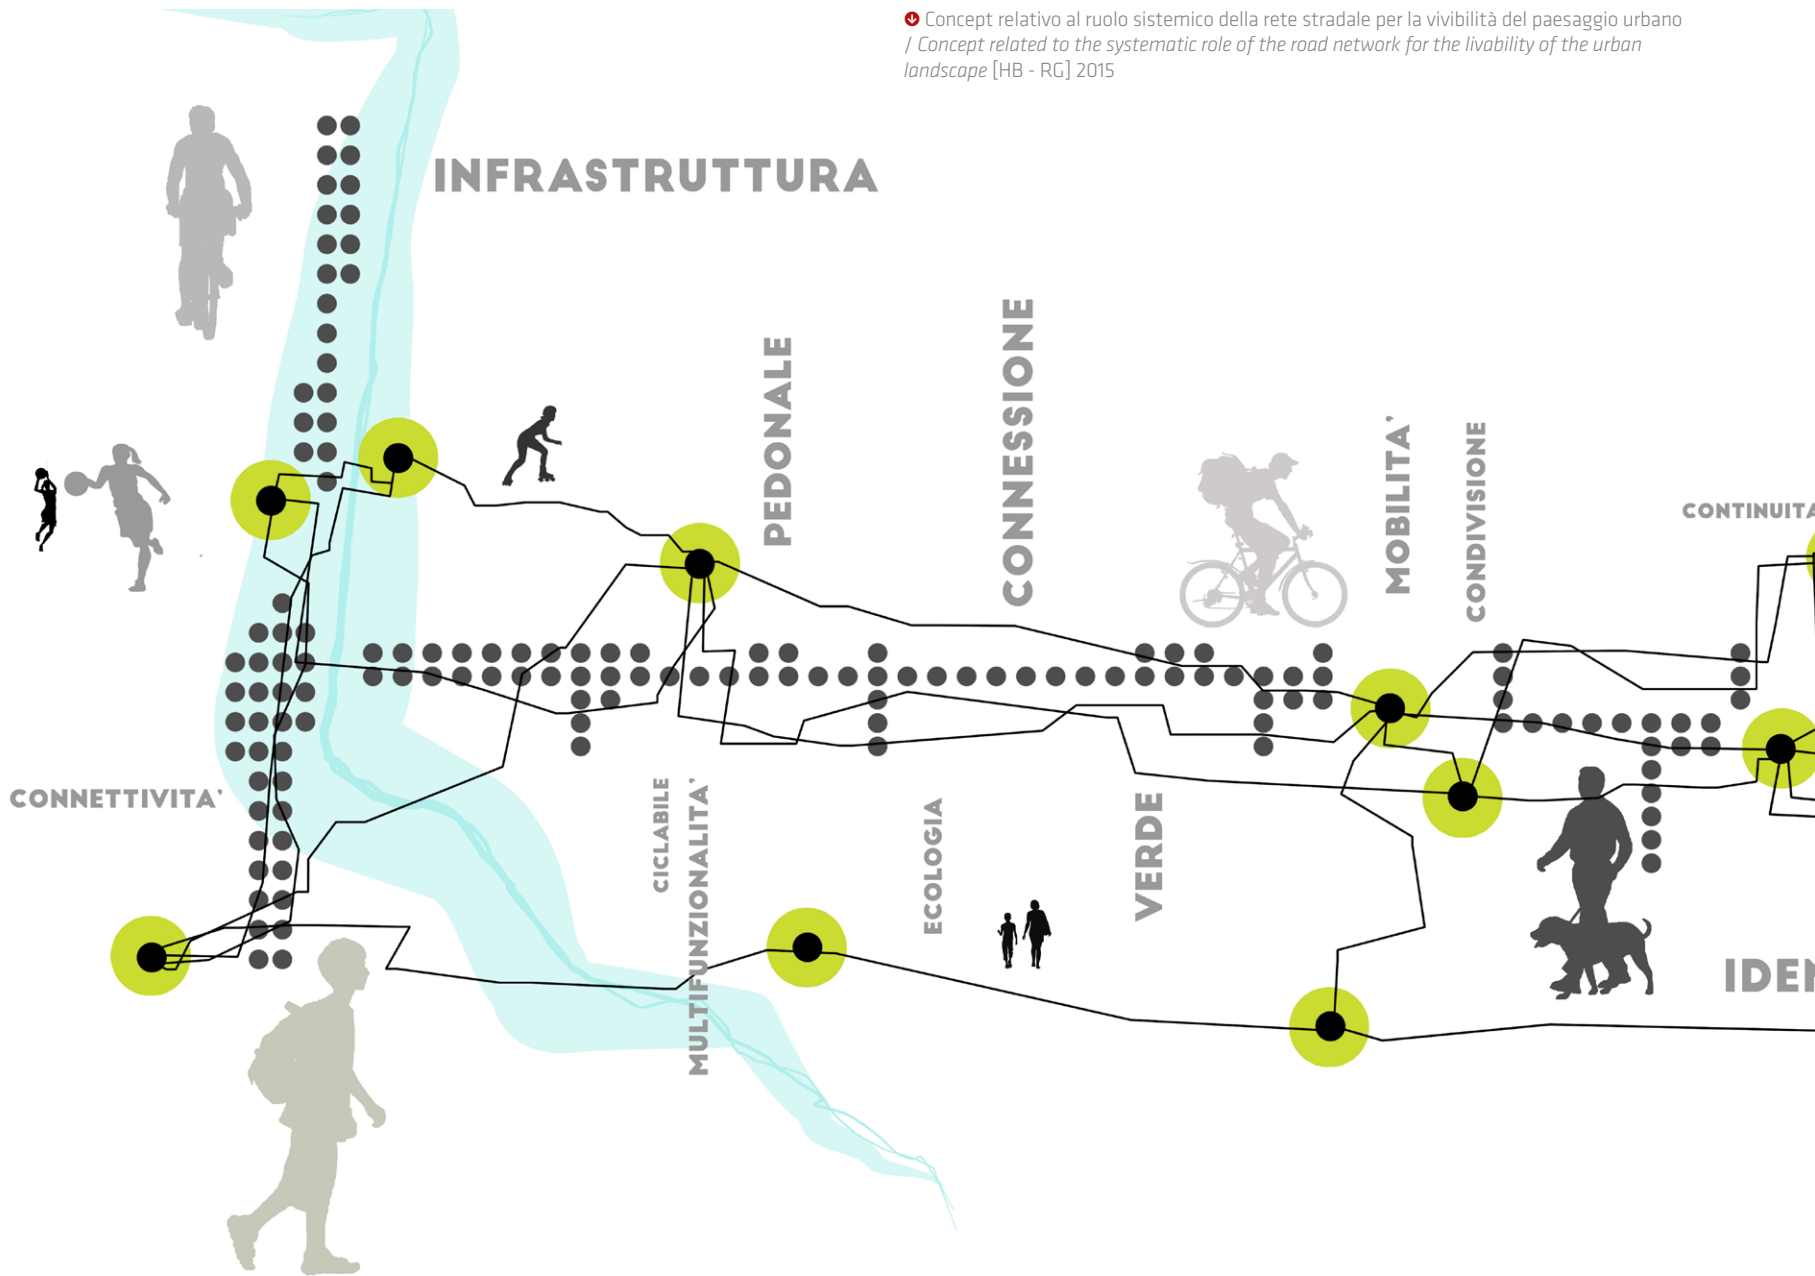 Concept relativo al ruolo sistemico della rete stradale per la vivibilità del paesaggio urbano
/ Concept related to the systematic role of the road network for the livability of the urban
landscape [HB - RG] 2015
INFRASTRUTTURA
PEDONALE
CONNESSIONE
MOBILITA'
CONDIVISIONE
CONTINUITA
CONNETTIVITA'
CICLABILE
MULTIFUNZIONALITA'
ECOLOGIA
VERDE
IDEN